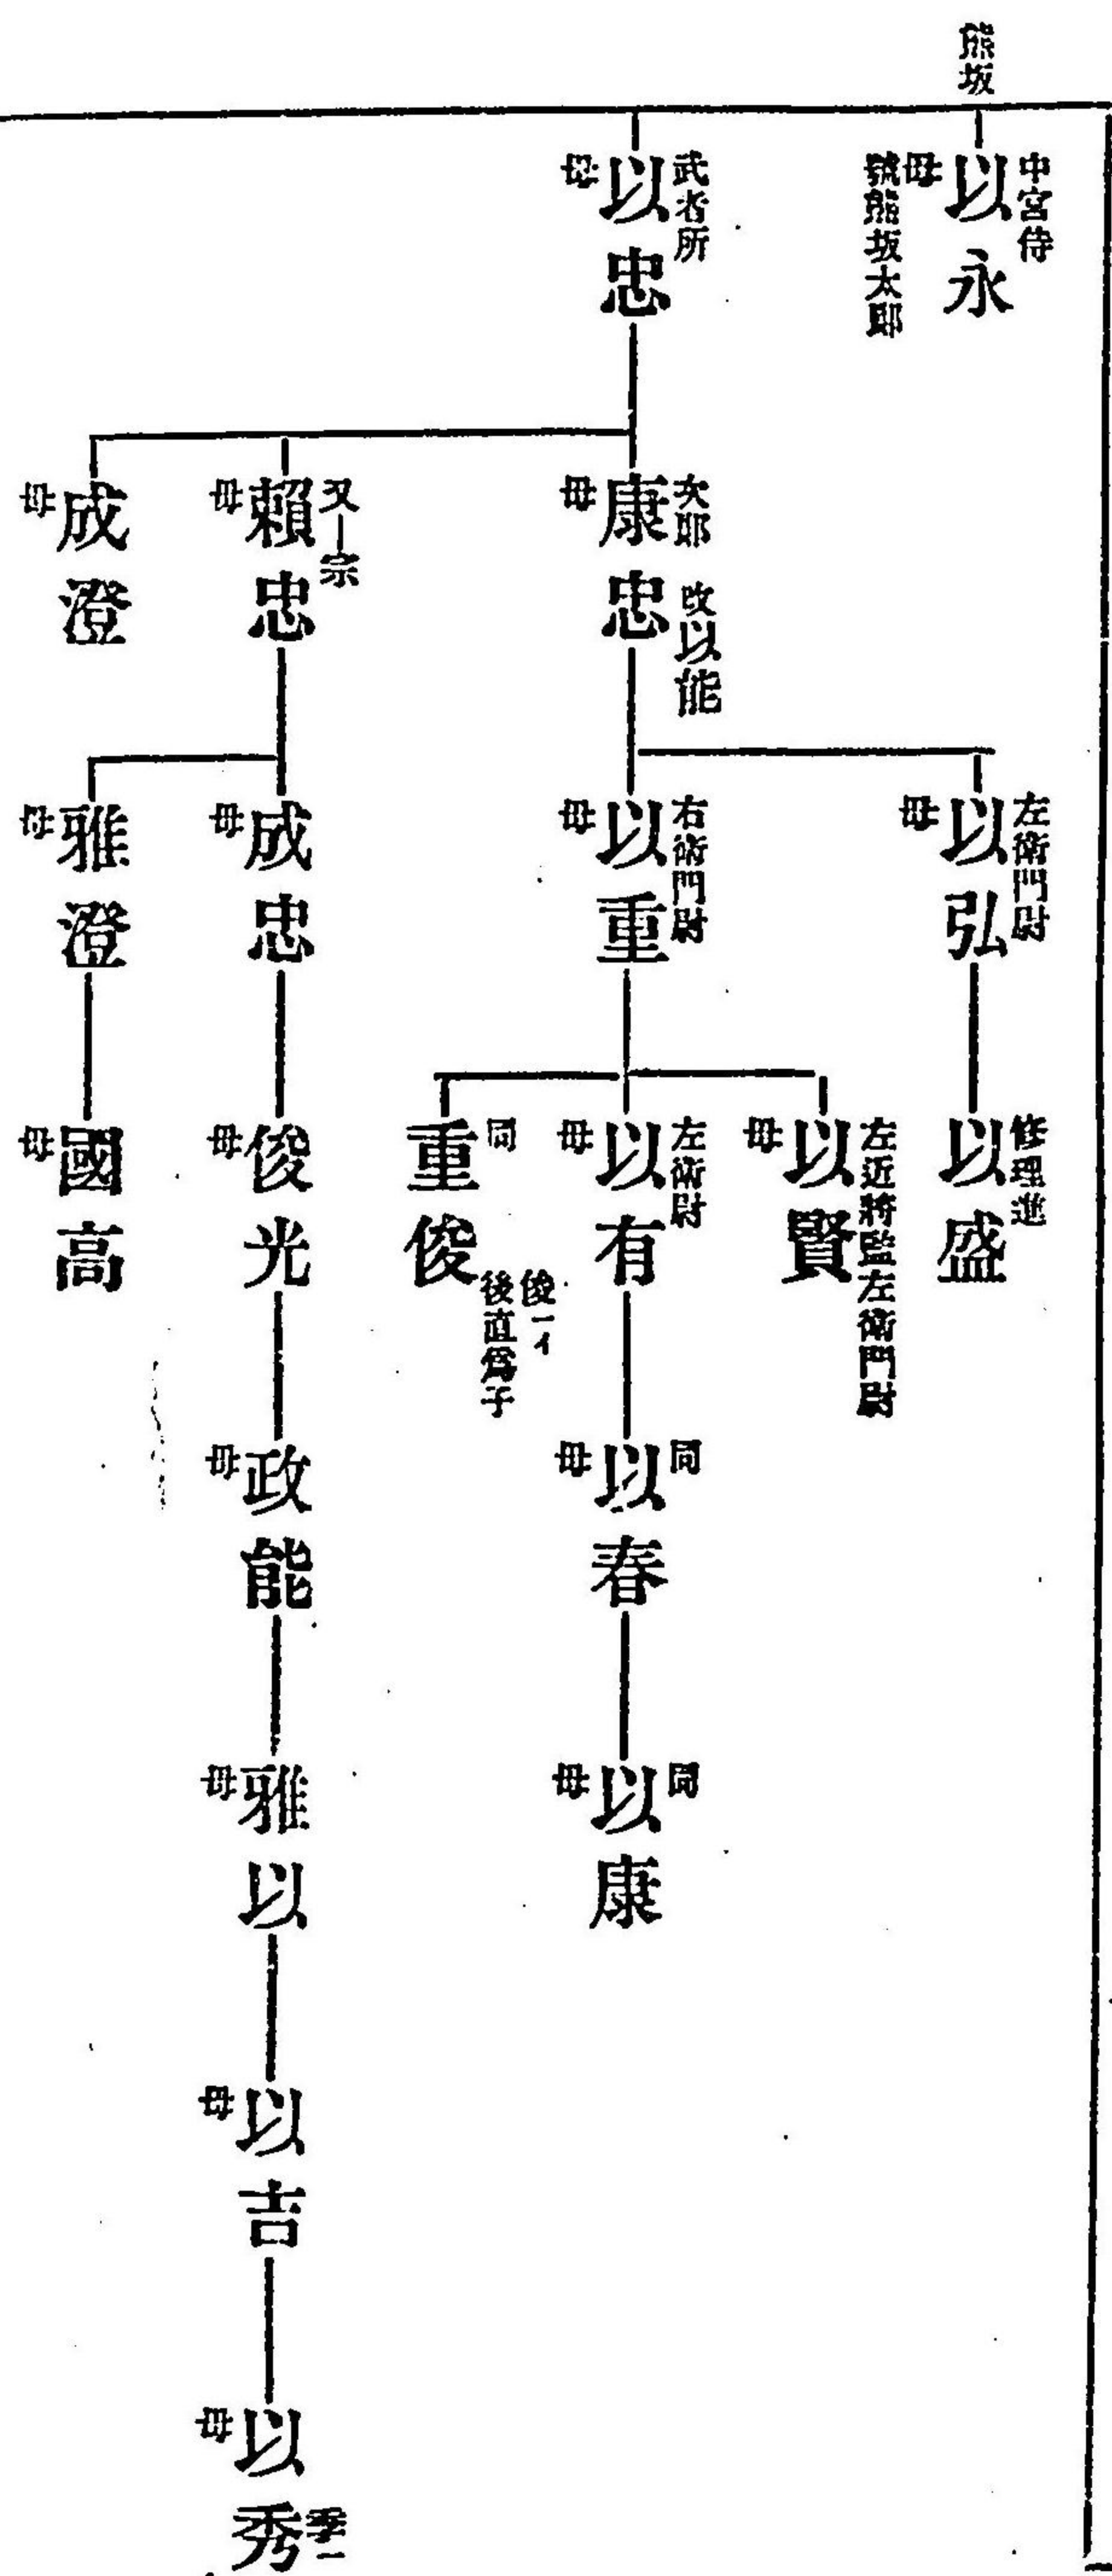 熊坂
中宮侍
以永
母
號熊坂太郎
武者所
以忠
母
次郎 改以能
康忠
母
又｜宗
賴忠
母
成澄
母
左衛門尉
以弘
母
右衛門尉
以重
母
成忠
母
雅澄
母
修理進
以盛
左近將監左衛門尉
以賢
母
左衛尉
以有
母
同
重俊
俊一イ
後直爲子
俊光
母
國高
母
同
以春
母
政能
母
同
以康
母
雅以
母
以吉
母
以秀
母
季一